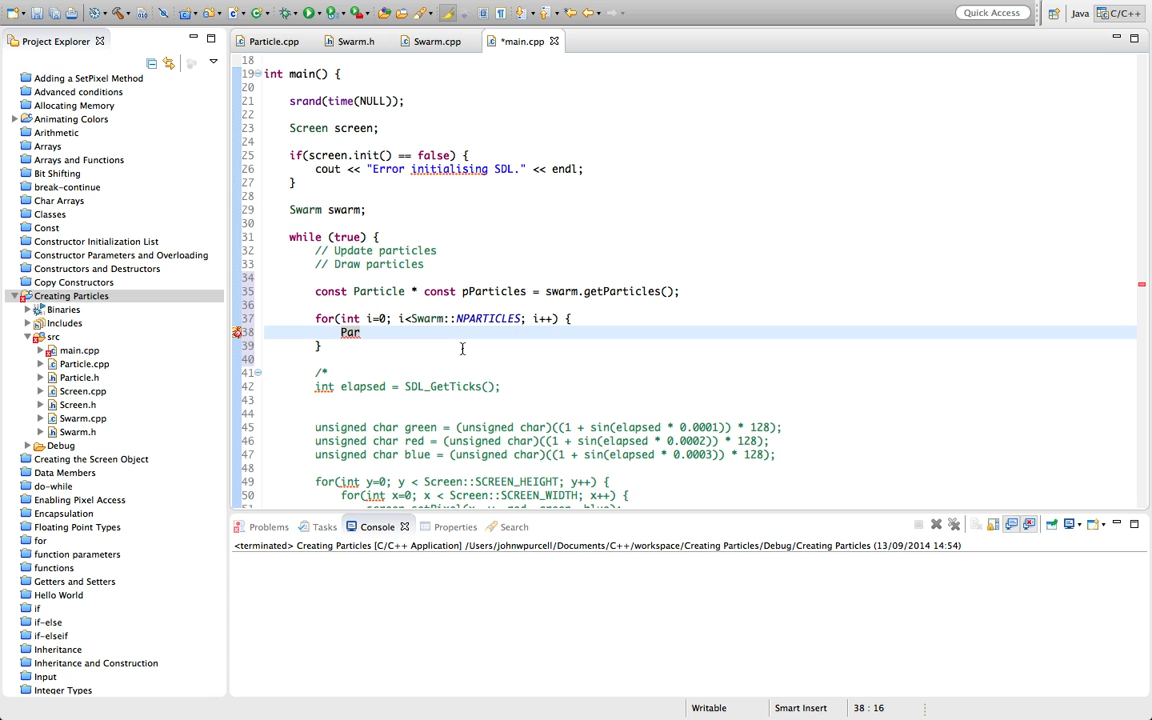 Quick Access
Java
C/C++
Project Explorer
Adding a SetPixel Method
Advanced conditions
Allocating Memory
Animating Colors
Arithmetic
Arrays
Arrays and Functions
Bit Shifting
break-continue
Char Arrays
Classes
Const
Constructor Initialization List
Constructor Parameters and Overloading
Constructors and Destructors
Copy Constructors
Creating Particles
Binaries
Includes
src
main.cpp
Particle.cpp
Particle.h
Screen.cpp
Screen.h
Swarm.cpp
Swarm.h
Debug
Creating the Screen Object
Data Members
do-while
Enabling Pixel Access
Encapsulation
Floating Point Types
for
function parameters
functions
Getters and Setters
Hello World
if
if-else
if-elseif
Inheritance
Inheritance and Construction
Input
Integer Types
Particle.cpp
Swarm.h
Swarm.cpp
*main.cpp
18
19 int main() {
20
21 srand(time(NULL));
22
23 Screen screen;
24
25 if(screen.init() == false) {
26 cout << "Error initialising SDL." << endl;
27 }
28
29 Swarm swarm;
30
31 while (true) {
32 // Update particles
33 // Draw particles
34
35 const Particle * const pParticles = swarm.getParticles();
36
37 for(int i=0; i<Swarm::NPARTICLES; i++) {
38 Par
39 }
40
41 /*
42 int elapsed = SDL_GetTicks();
43
44
45 unsigned char green = (unsigned char)((1 + sin(elapsed * 0.0001)) * 128);
46 unsigned char red = (unsigned char)((1 + sin(elapsed * 0.0002)) * 128);
47 unsigned char blue = (unsigned char)((1 + sin(elapsed * 0.0003)) * 128);
48
49 for(int y=0; y < Screen::SCREEN_HEIGHT; y++) {
50 for(int x=0; x < Screen::SCREEN_WIDTH; x++) {
Problems
Tasks
Console
Properties
Search
<terminated> Creating Particles [C/C++ Application] /Users/johnwpurcell/Documents/C++/workspace/Creating Particles/Debug/Creating Particles (13/09/2014 14:54)
Writable
Smart Insert
38 : 16